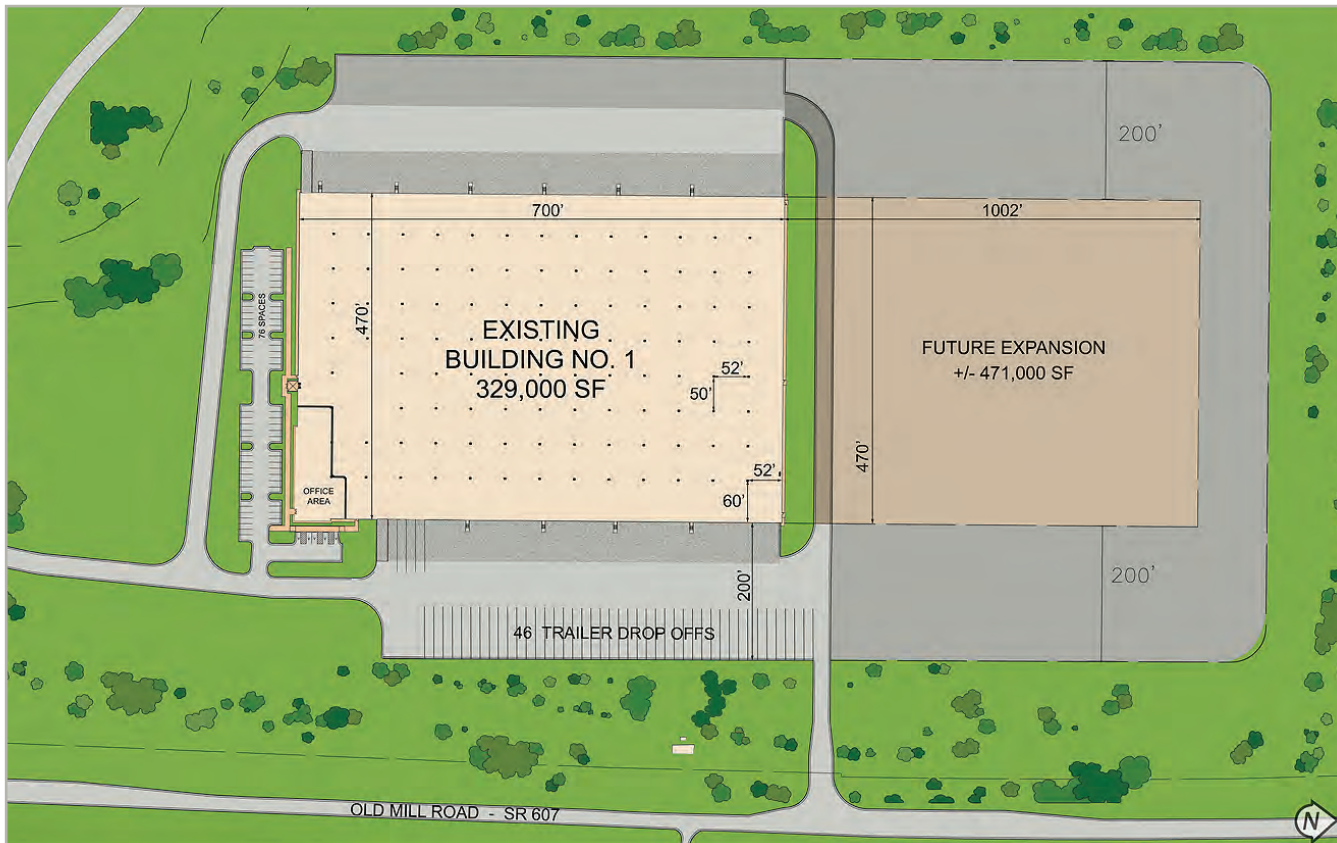 200'
700'
1002'
76 SPACES
470'
EXISTING
BUILDING NO. 1
329,000 SF
52'
50'
FUTURE EXPANSION
+/- 471,000 SF
470'
52'
60'
OFFICE
AREA
200'
200'
46 TRAILER DROP OFFS
OLD MILL ROAD - SR 607
N